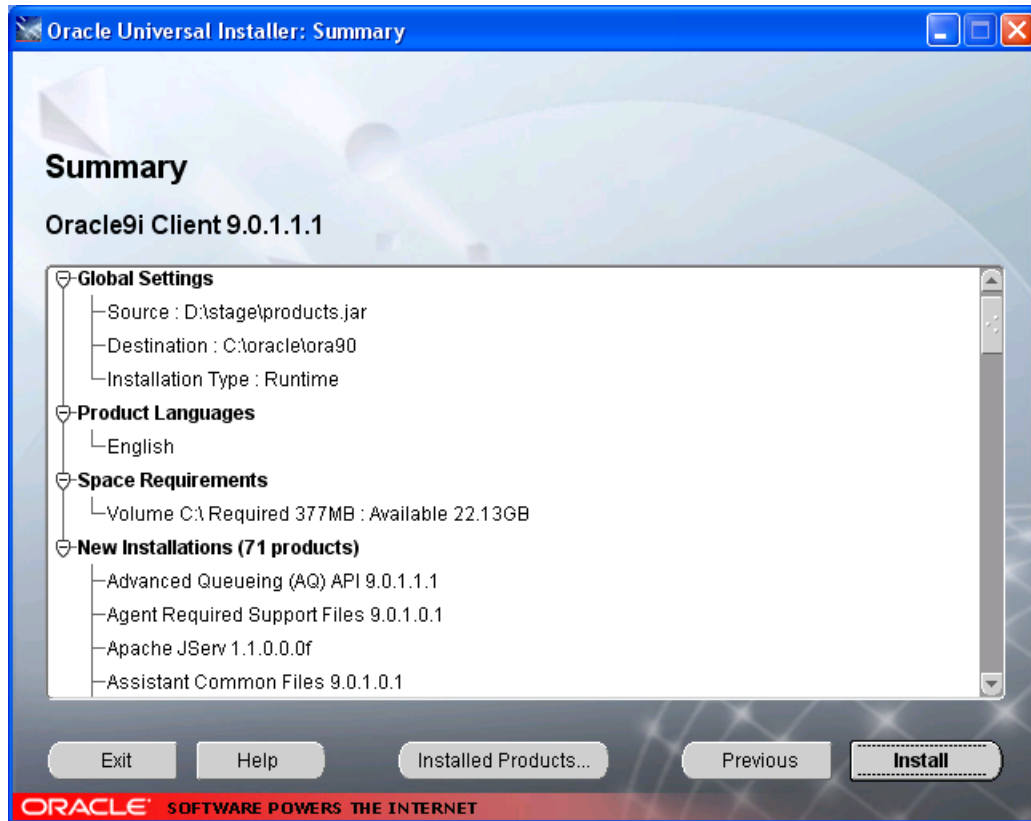 Oracle Universal Installer: Summary
Summary
Oracle9i Client 9.0.1.1.1
Global Settings
Source : D:\stage\products.jar
Destination : C:\oracle\ora90
Installation Type : Runtime
Product Languages
English
Space Requirements
Volume C:\ Required 377MB : Available 22.13GB
New Installations (71 products)
Advanced Queueing (AQ) API 9.0.1.1.1
Agent Required Support Files 9.0.1.0.1
Apache JServ 1.1.0.0.0f
Assistant Common Files 9.0.1.0.1
Exit Help Installed Products... Previous Install
ORACLE SOFTWARE POWERS THE INTERNET